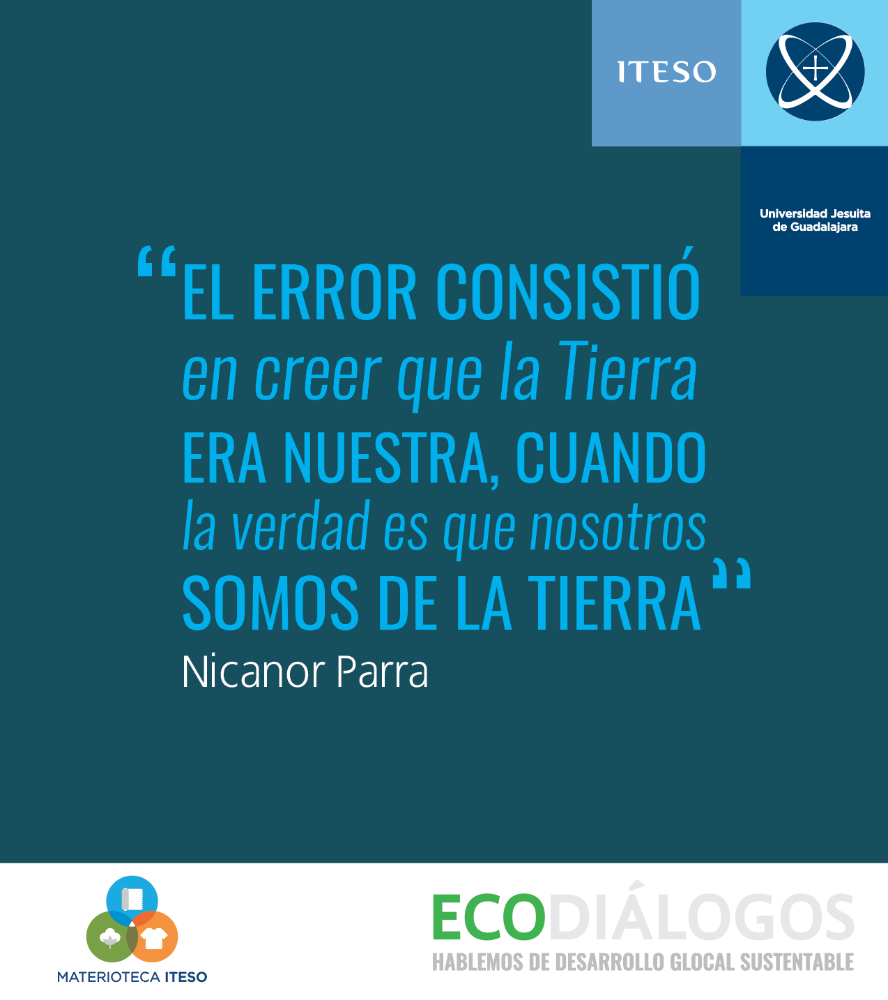 ITESO
Universidad Jesuita
de Guadalajara
“EL ERROR CONSISTIÓ
en creer que la Tierra
ERA NUESTRA, CUANDO
la verdad es que nosotros
SOMOS DE LA TIERRA”
Nicanor Parra
MATERIOTECA ITESO
ECODIÁLOGOS
HABLEMOS DE DESARROLLO GLOCAL SUSTENTABLE